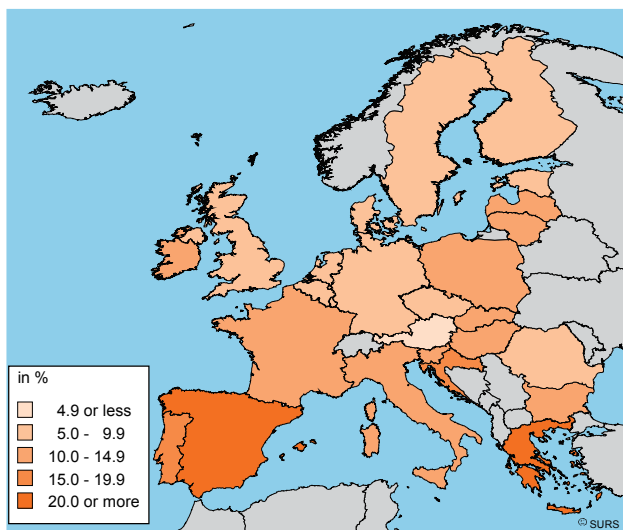 in %
4.9 or less
5.0 - 9.9
10.0 - 14.9
15.0 - 19.9
20.0 or more
© SURS